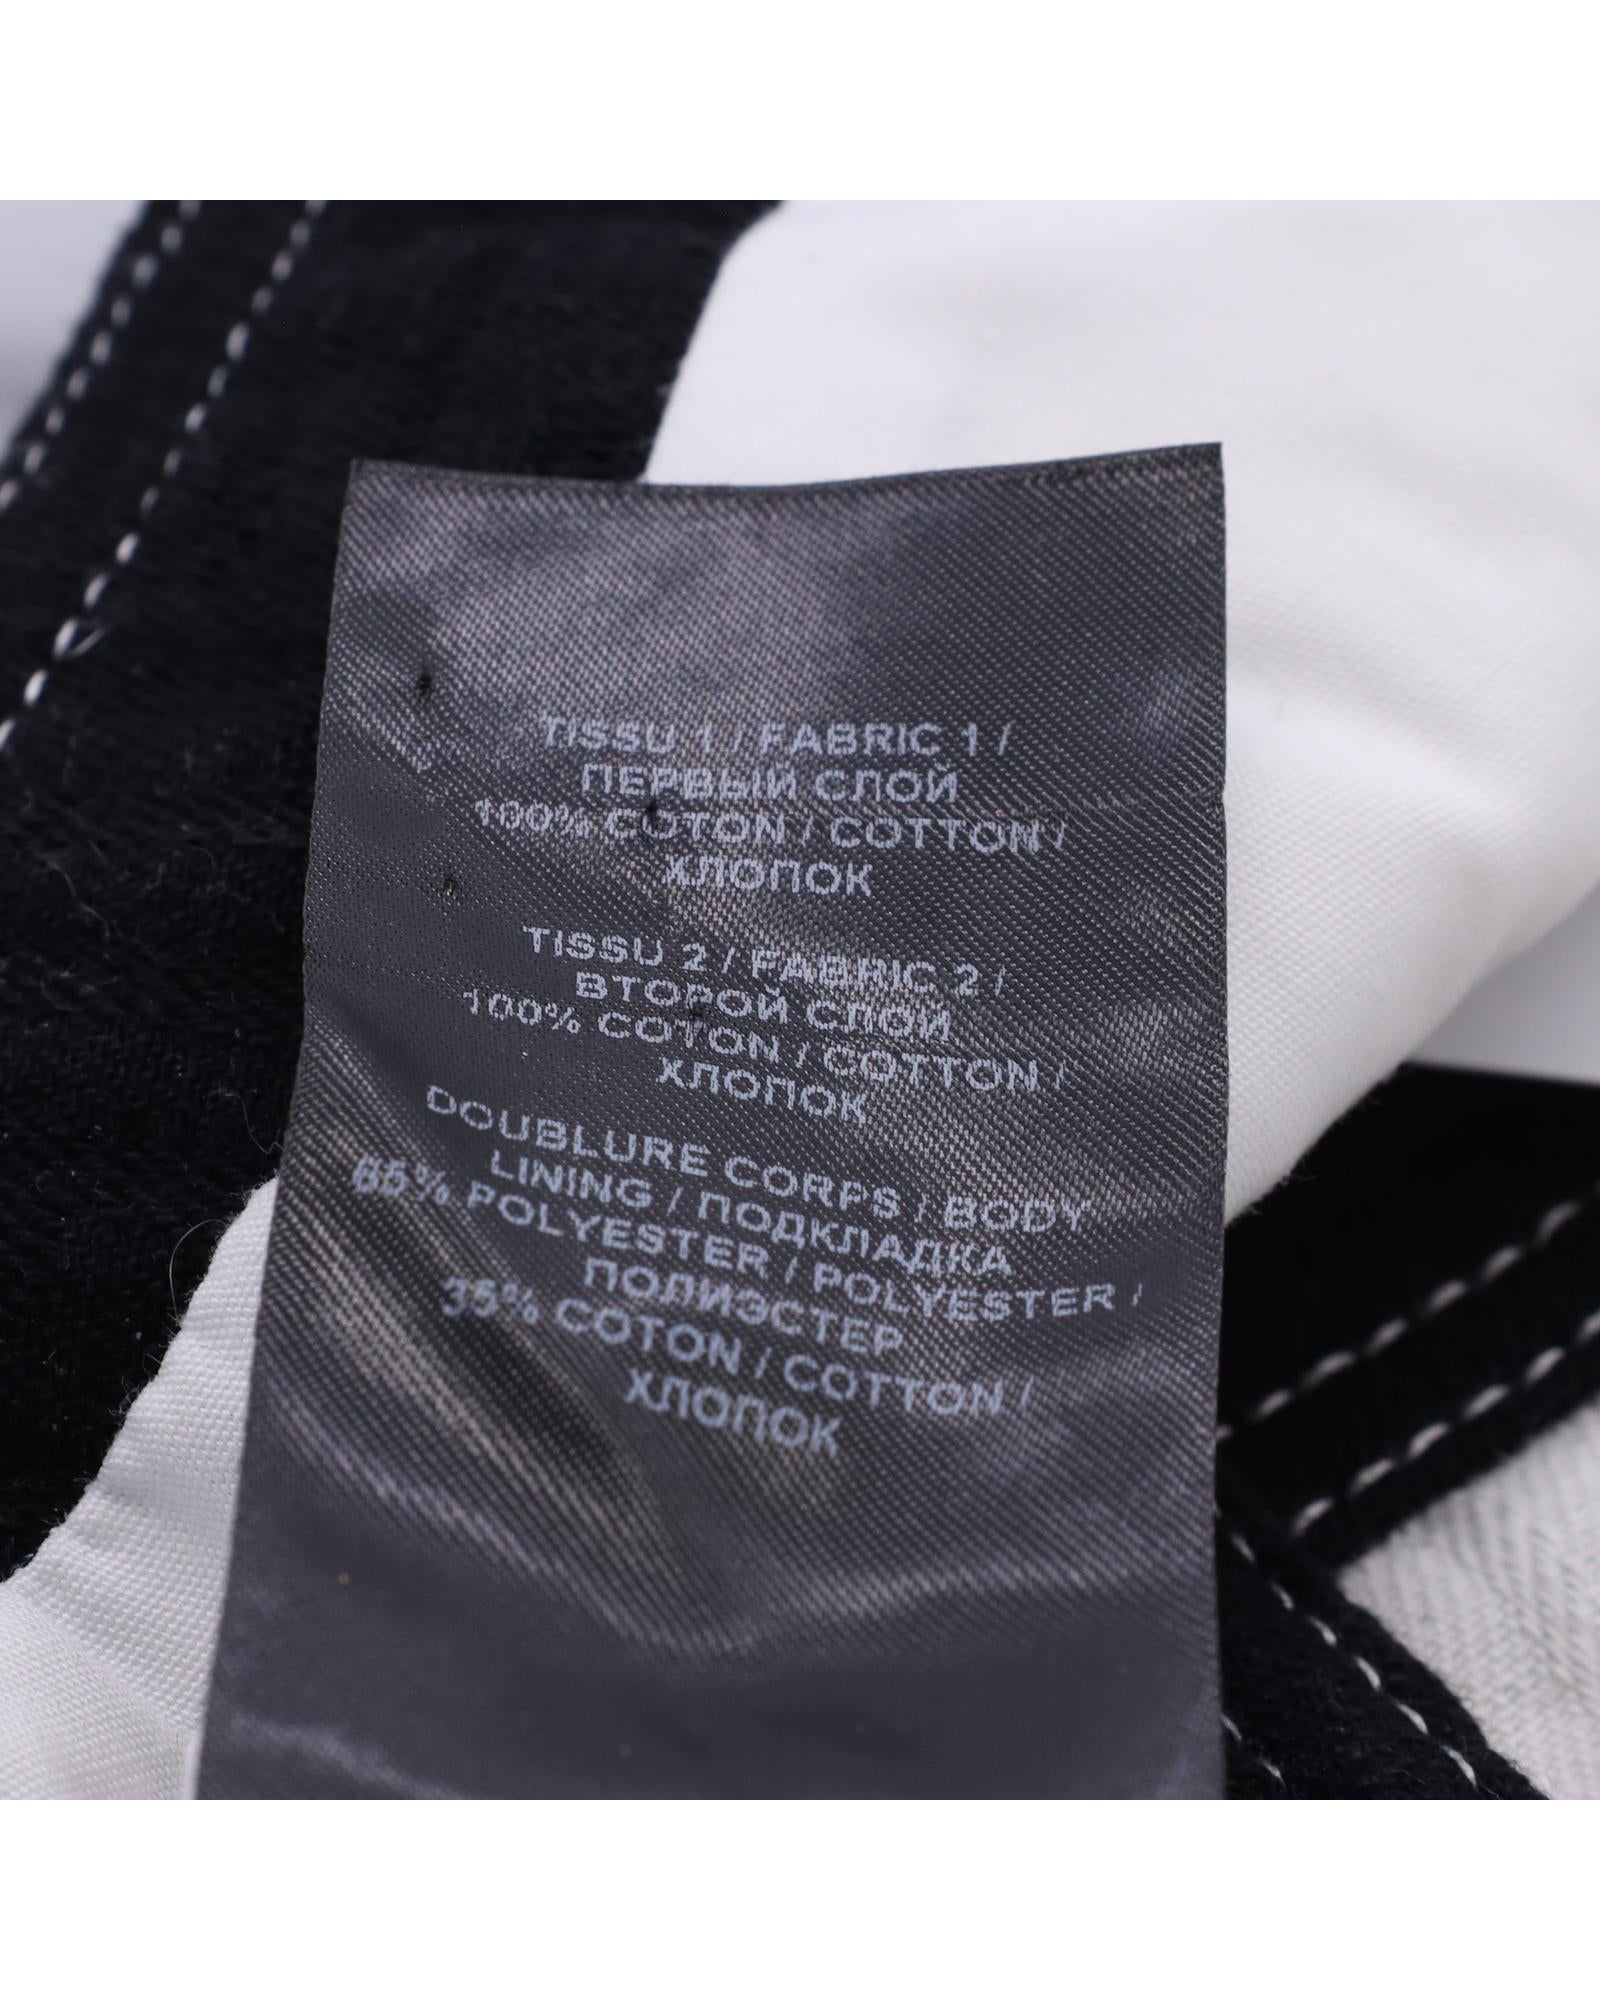 TISSU 1 / FABRIC 1 /
ПЕРВЫЙ СЛОЙ
100% COTON / COTTON /
ХЛОПОК
TISSU 2 / FABRIC 2 /
ВТОРОЙ СЛОЙ
100% COTON / COTTON /
ХЛОПОК
DOUBLURE CORPS / BODY
LINING / ПОДКЛАДКА
65% POLYESTER / POLYESTER /
ПОЛИЭСТЕР
35% COTON / COTTON /
ХЛОПОК